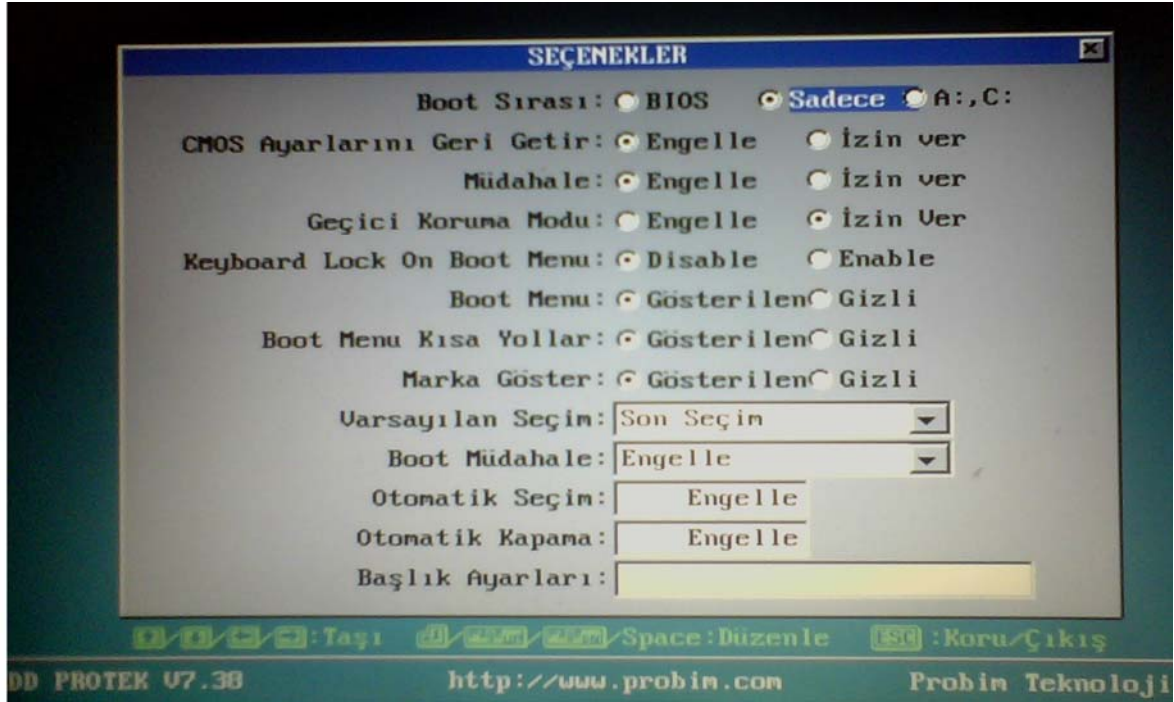 SEÇENEKLER
Boot Sırası: BIOS Sadece A:,C:
CMOS Ayarlarını Geri Getir: Engelle İzin ver
Müdahale: Engelle İzin ver
Geçici Koruma Modu: Engelle İzin Ver
Keyboard Lock On Boot Menu: Disable Enable
Boot Menu: Gösterilen Gizli
Boot Menu Kısa Yollar: Gösterilen Gizli
Marka Göster: Gösterilen Gizli
Varsayılan Seçim: Son Seçim
Boot Müdahale: Engelle
Otomatik Seçim: Engelle
Otomatik Kapama: Engelle
Başlık Ayarları:
:Taşı /Space:Düzenle ESC :Koru/Çıkış
DD PROTEK V7.38 http://www.probim.com Probim Teknoloji